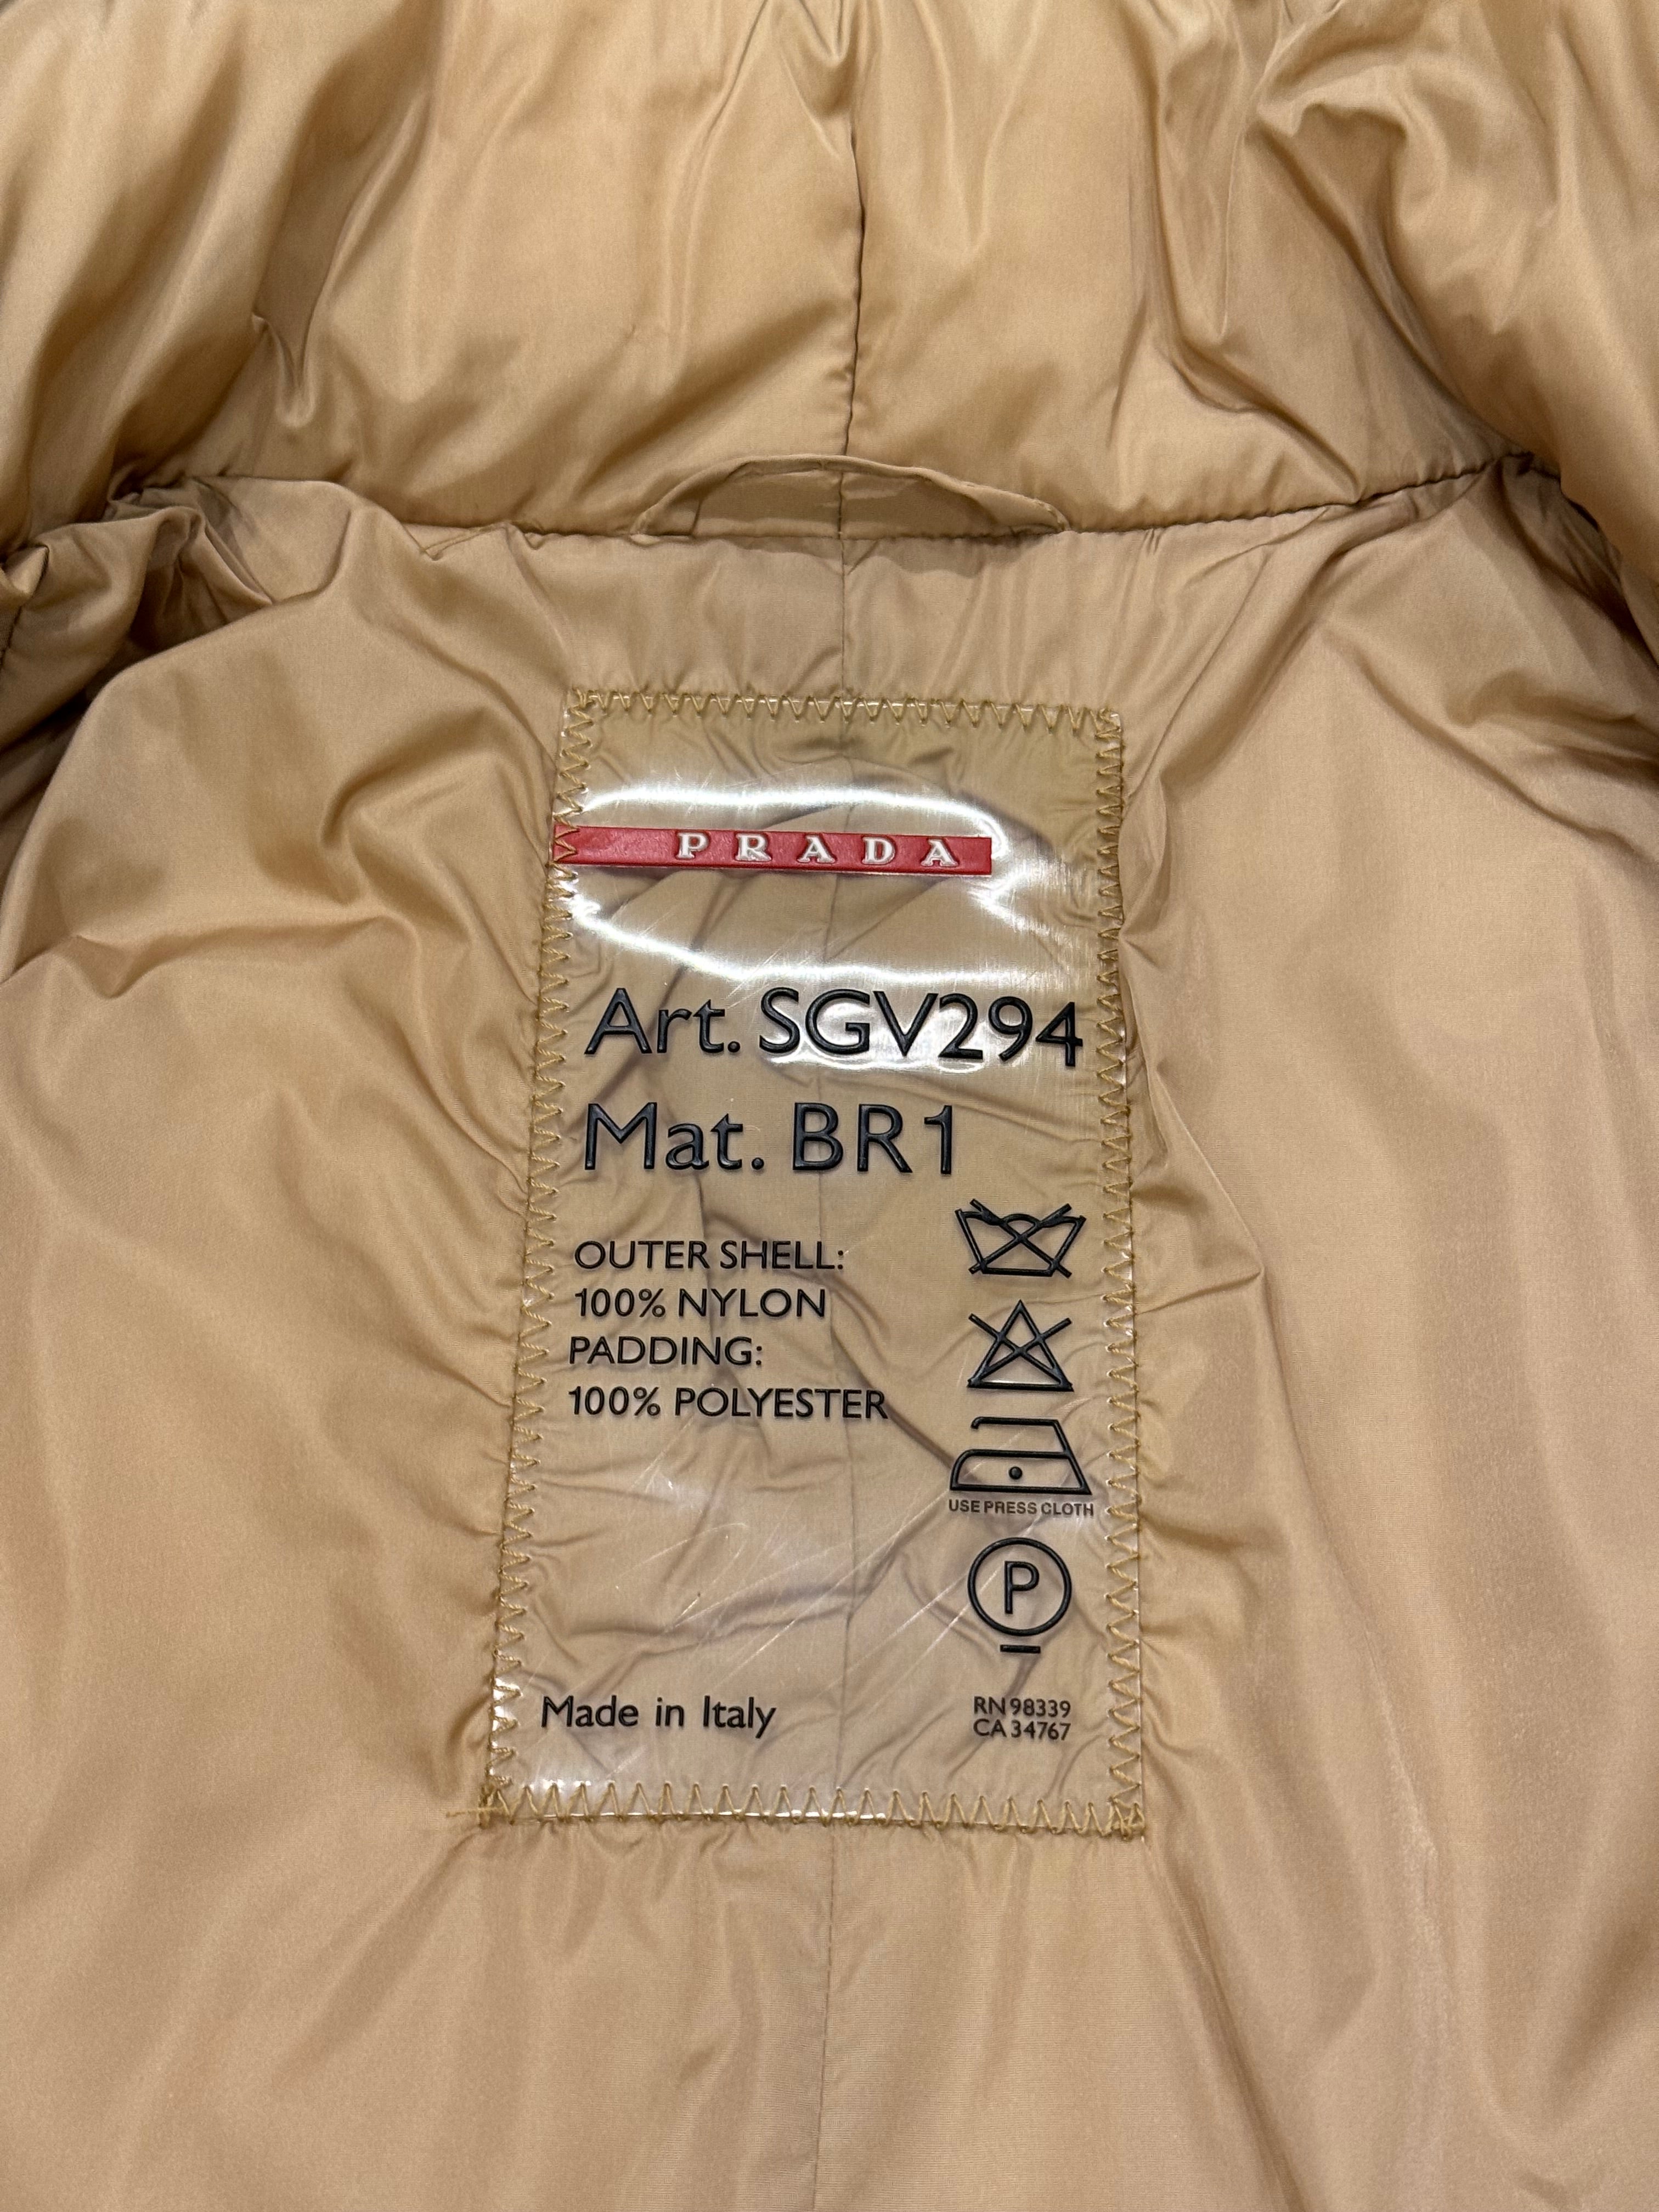 PRADA
Art. SGV294
Mat. BR1
OUTER SHELL:
100% NYLON
PADDING:
100% POLYESTER
USE PRESS CLOTH
P
Made in Italy
RN 98339
CA 34767